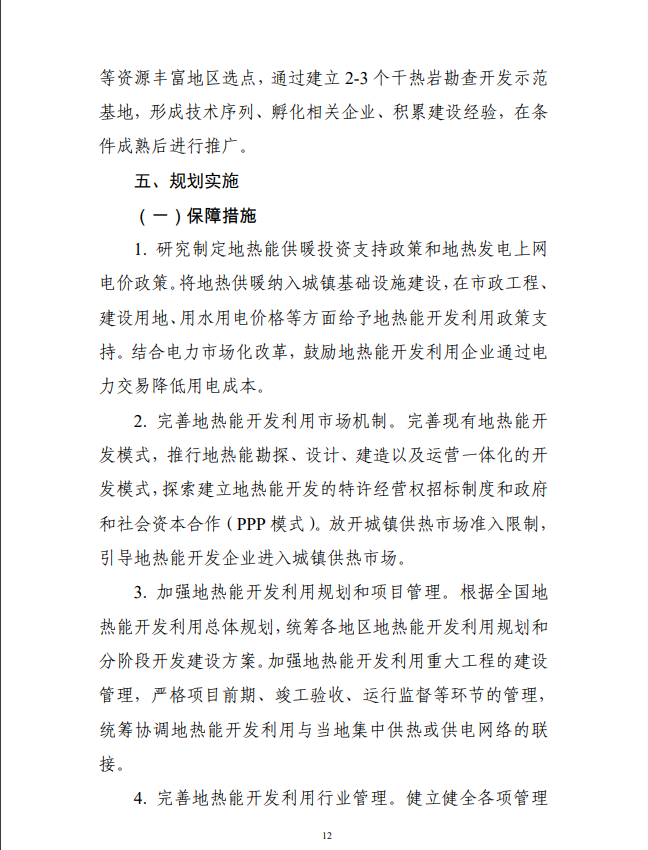 等资源丰富地区选点，通过建立 2-3 个干热岩勘查开发示范
基地，形成技术序列、孵化相关企业、积累建设经验，在条
件成熟后进行推广。
五、规划实施
（一）保障措施
1. 研究制定地热能供暖投资支持政策和地热发电上网
电价政策。将地热供暖纳入城镇基础设施建设，在市政工程、
建设用地、用水用电价格等方面给予地热能开发利用政策支
持。结合电力市场化改革，鼓励地热能开发利用企业通过电
力交易降低用电成本。
2. 完善地热能开发利用市场机制。完善现有地热能开
发模式，推行地热能勘探、设计、建造以及运营一体化的开
发模式，探索建立地热能开发的特许经营权招标制度和政府
和社会资本合作（PPP 模式）。放开城镇供热市场准入限制，
引导地热能开发企业进入城镇供热市场。
3. 加强地热能开发利用规划和项目管理。根据全国地
热能开发利用总体规划，统筹各地区地热能开发利用规划和
分阶段开发建设方案。加强地热能开发利用重大工程的建设
管理，严格项目前期、竣工验收、运行监督等环节的管理，
统筹协调地热能开发利用与当地集中供热或供电网络的联
接。
4. 完善地热能开发利用行业管理。健立健全各项管理
12